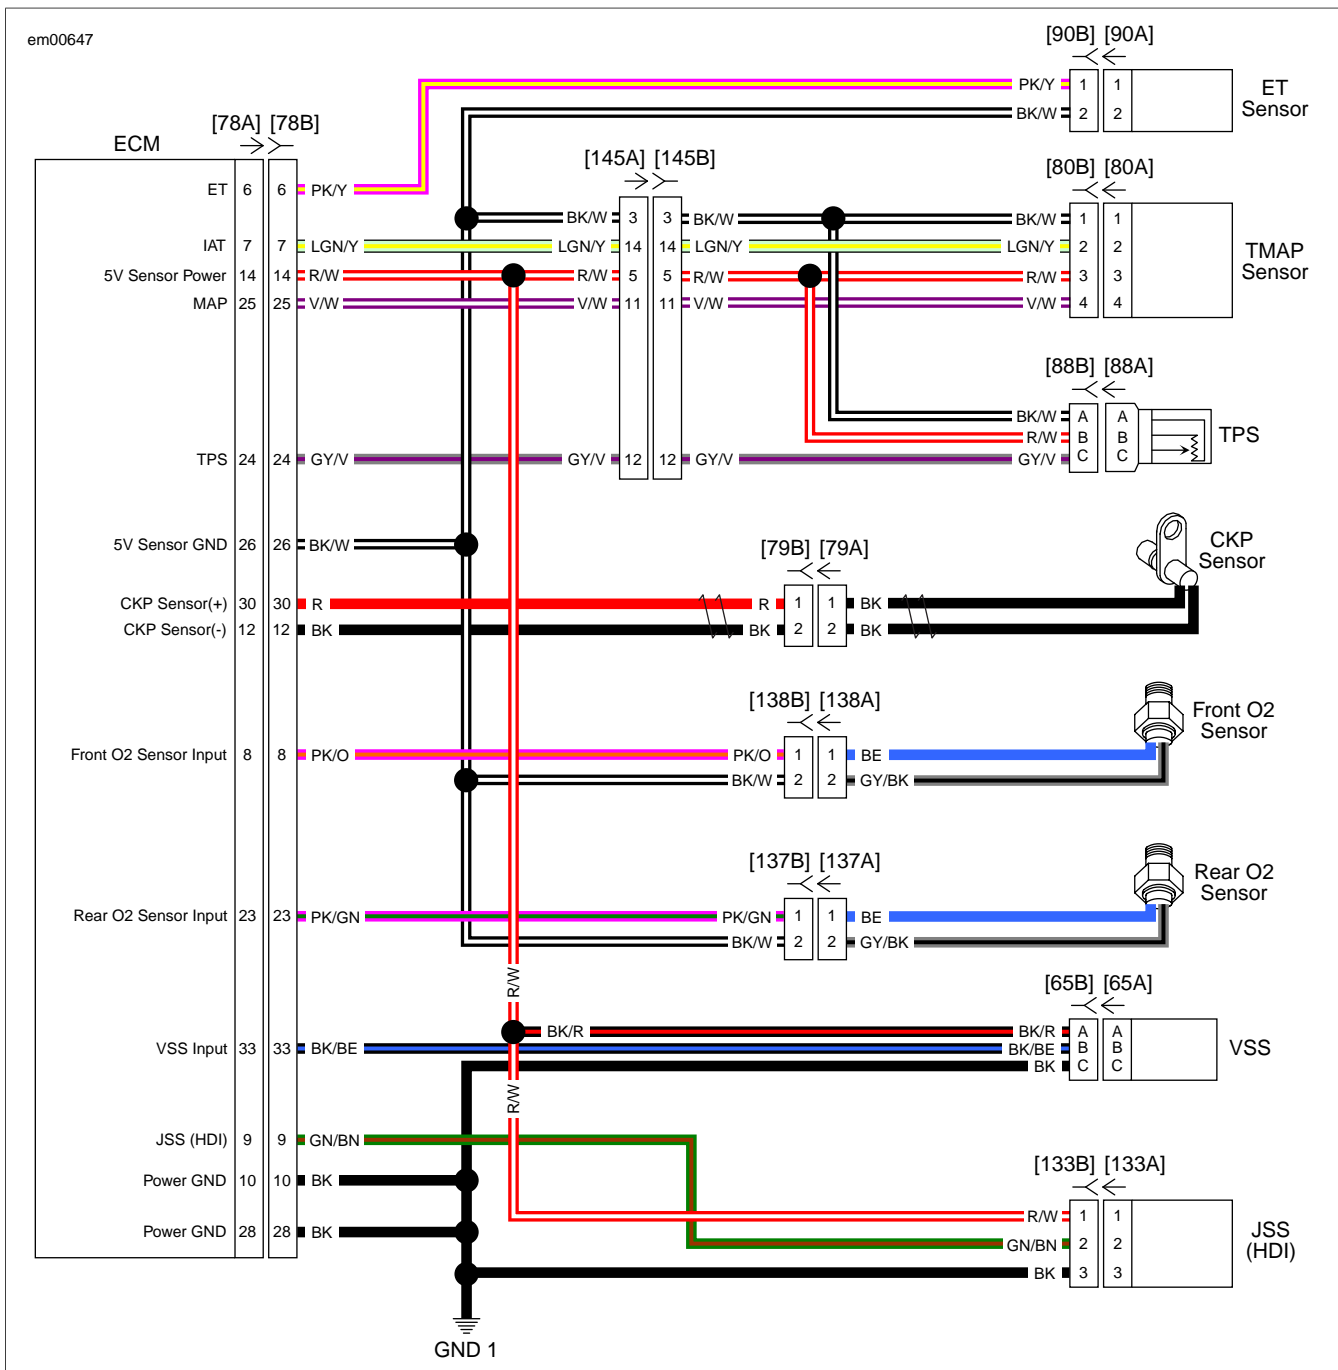 em00647
[90B] [90A]
PK/Y 1 1
BK/W 2 2
ET
Sensor
[78A] [78B]
ECM
[145A] [145B]
[80B] [80A]
ET 6 6 PK/Y
BK/W 3 3 BK/W BK/W 1 1
IAT 7 7 LGN/Y LGN/Y 14 14 LGN/Y LGN/Y 2 2
5V Sensor Power 14 14 R/W R/W 5 5 R/W R/W 3 3
MAP 25 25 V/W V/W 11 11 V/W V/W 4 4
TMAP
Sensor
[88B] [88A]
BK/W A A
R/W B B
TPS 24 24 GY/V GY/V 12 12 GY/V GY/V C C
TPS
5V Sensor GND 26 26 BK/W
[79B] [79A]
CKP
Sensor
CKP Sensor(+) 30 30 R R 1 1 BK
CKP Sensor(-) 12 12 BK BK 2 2 BK
[138B] [138A]
Front O2
Sensor
Front O2 Sensor Input 8 8 PK/O PK/O 1 1 BE
BK/W 2 2 GY/BK
[137B] [137A]
Rear O2
Sensor
Rear O2 Sensor Input 23 23 PK/GN PK/GN 1 1 BE
BK/W 2 2 GY/BK
R/W
[65B] [65A]
BK/R BK/R A A
VSS Input 33 33 BK/BE BK/BE B B
BK C C
VSS
R/W
JSS (HDI) 9 9 GN/BN
[133B] [133A]
Power GND 10 10 BK
R/W 1 1
Power GND 28 28 BK
GN/BN 2 2
BK 3 3
JSS
(HDI)
GND 1